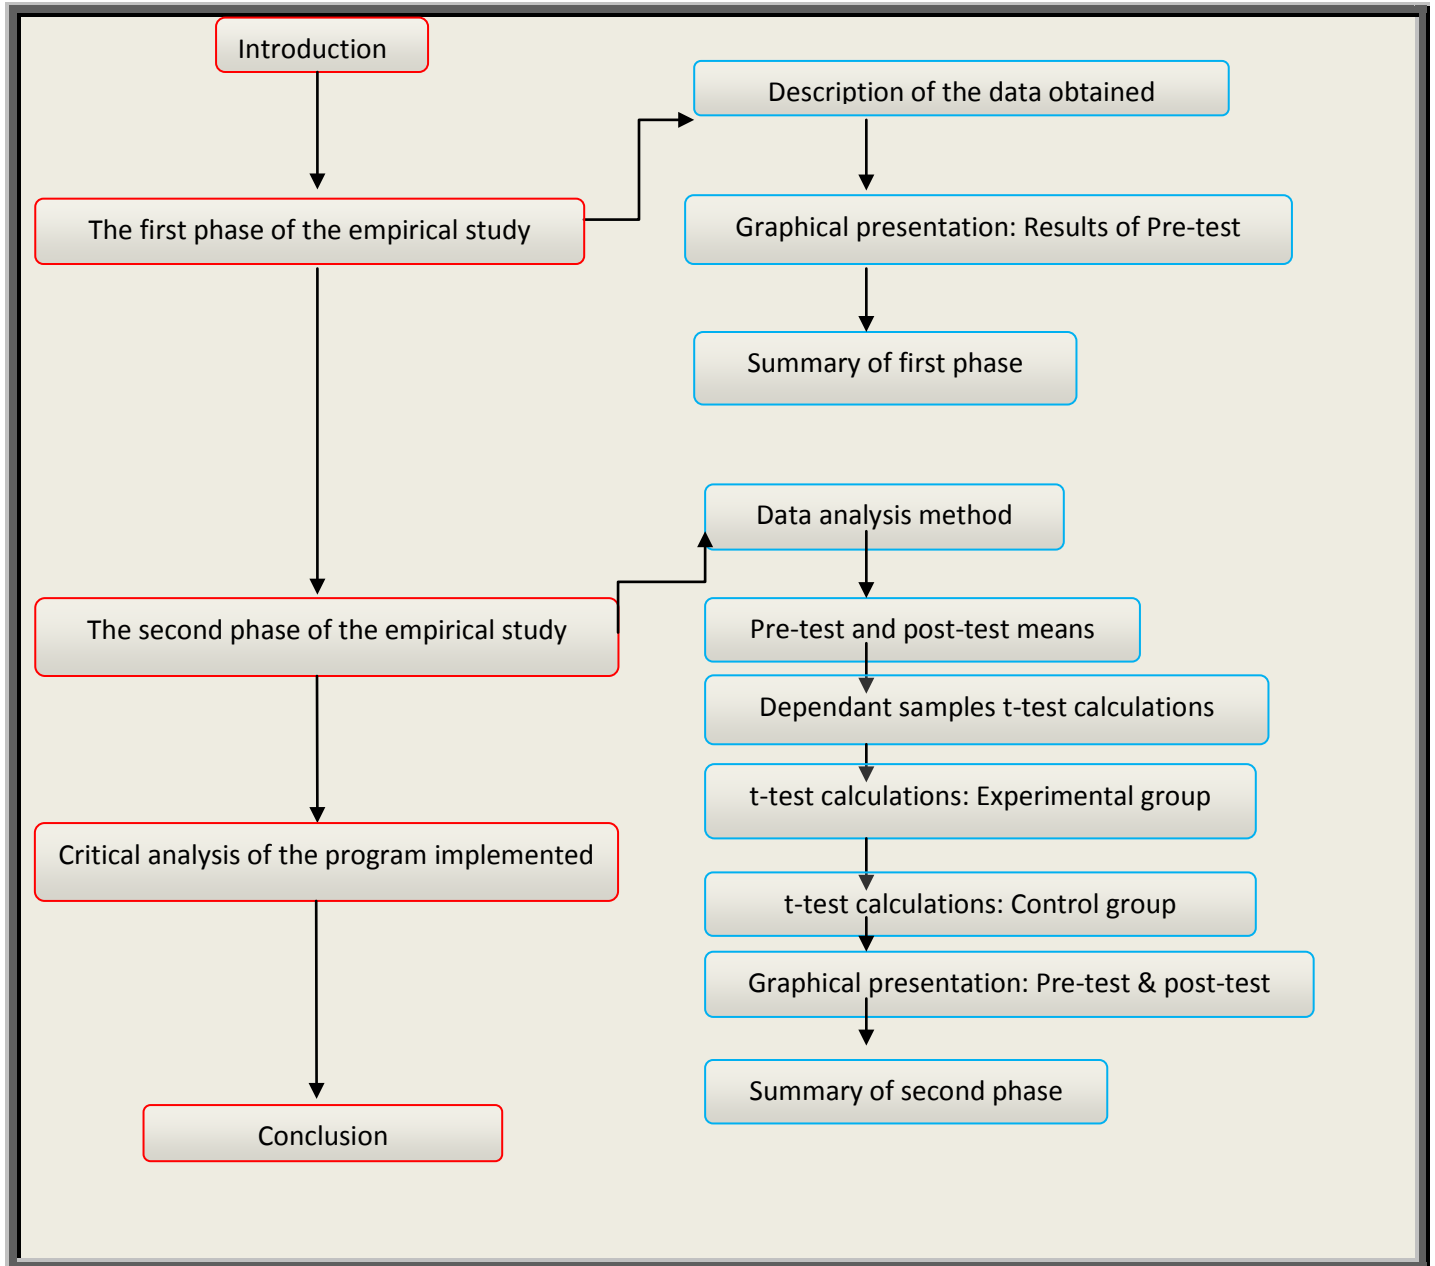 Introduction
Description of the data obtained
The first phase of the empirical study
Graphical presentation: Results of Pre-test
Summary of first phase
Data analysis method
The second phase of the empirical study
Pre-test and post-test means
Dependant samples t-test calculations
t-test calculations: Experimental group
Critical analysis of the program implemented
t-test calculations: Control group
Graphical presentation: Pre-test & post-test
Summary of second phase
Conclusion